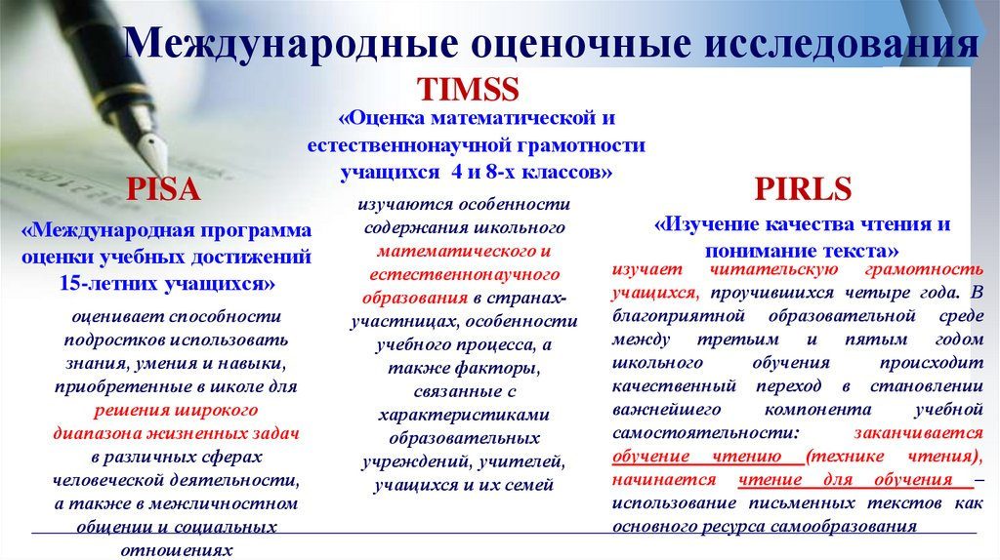 Международные оценочные исследования
TIMSS
«Оценка математической и
естественнонаучной грамотности
учащихся 4 и 8-х классов»
PISA
«Международная программа
оценки учебных достижений
15-летних учащихся»
оценивает способности
подростков использовать
знания, умения и навыки,
приобретенные в школе для
решения широкого
диапазона жизненных задач
в различных сферах
человеческой деятельности,
а также в межличностном
общении и социальных
отношениях
изучаются особенности
содержания школьного
математического и
естественнонаучного
образования в странах-
участницах, особенности
учебного процесса, а
также факторы,
связанные с
характеристиками
образовательных
учреждений, учителей,
учащихся и их семей
PIRLS
«Изучение качества чтения и
понимание текста»
изучает читательскую грамотность
учащихся, проучившихся четыре года. В
благоприятной образовательной среде
между третьим и пятым годом
школьного обучения происходит
качественный переход в становлении
важнейшего компонента учебной
самостоятельности: заканчивается
обучение чтению (технике чтения),
начинается чтение для обучения –
использование письменных текстов как
основного ресурса самообразования